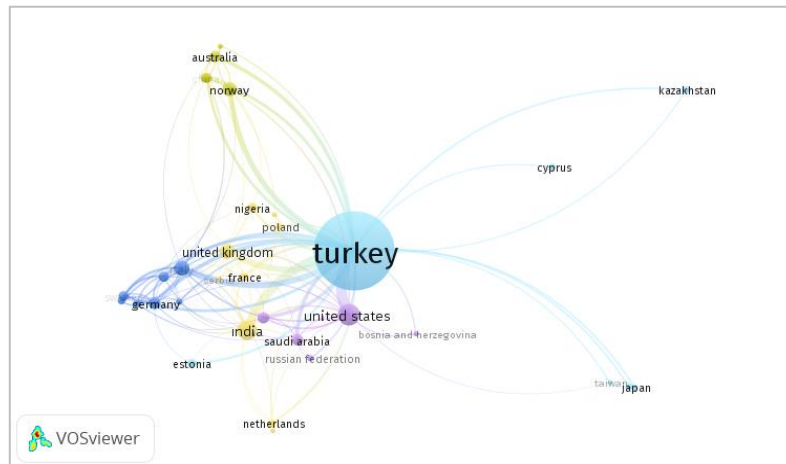 australia
norway
kazakhstan
cyprus
nigeria
poland
turkey
united kingdom
france
germany
united states
india
bosnia and herzegovina
saudi arabia
russian federation
estonia
taiwan
japan
netherlands
VOSviewer